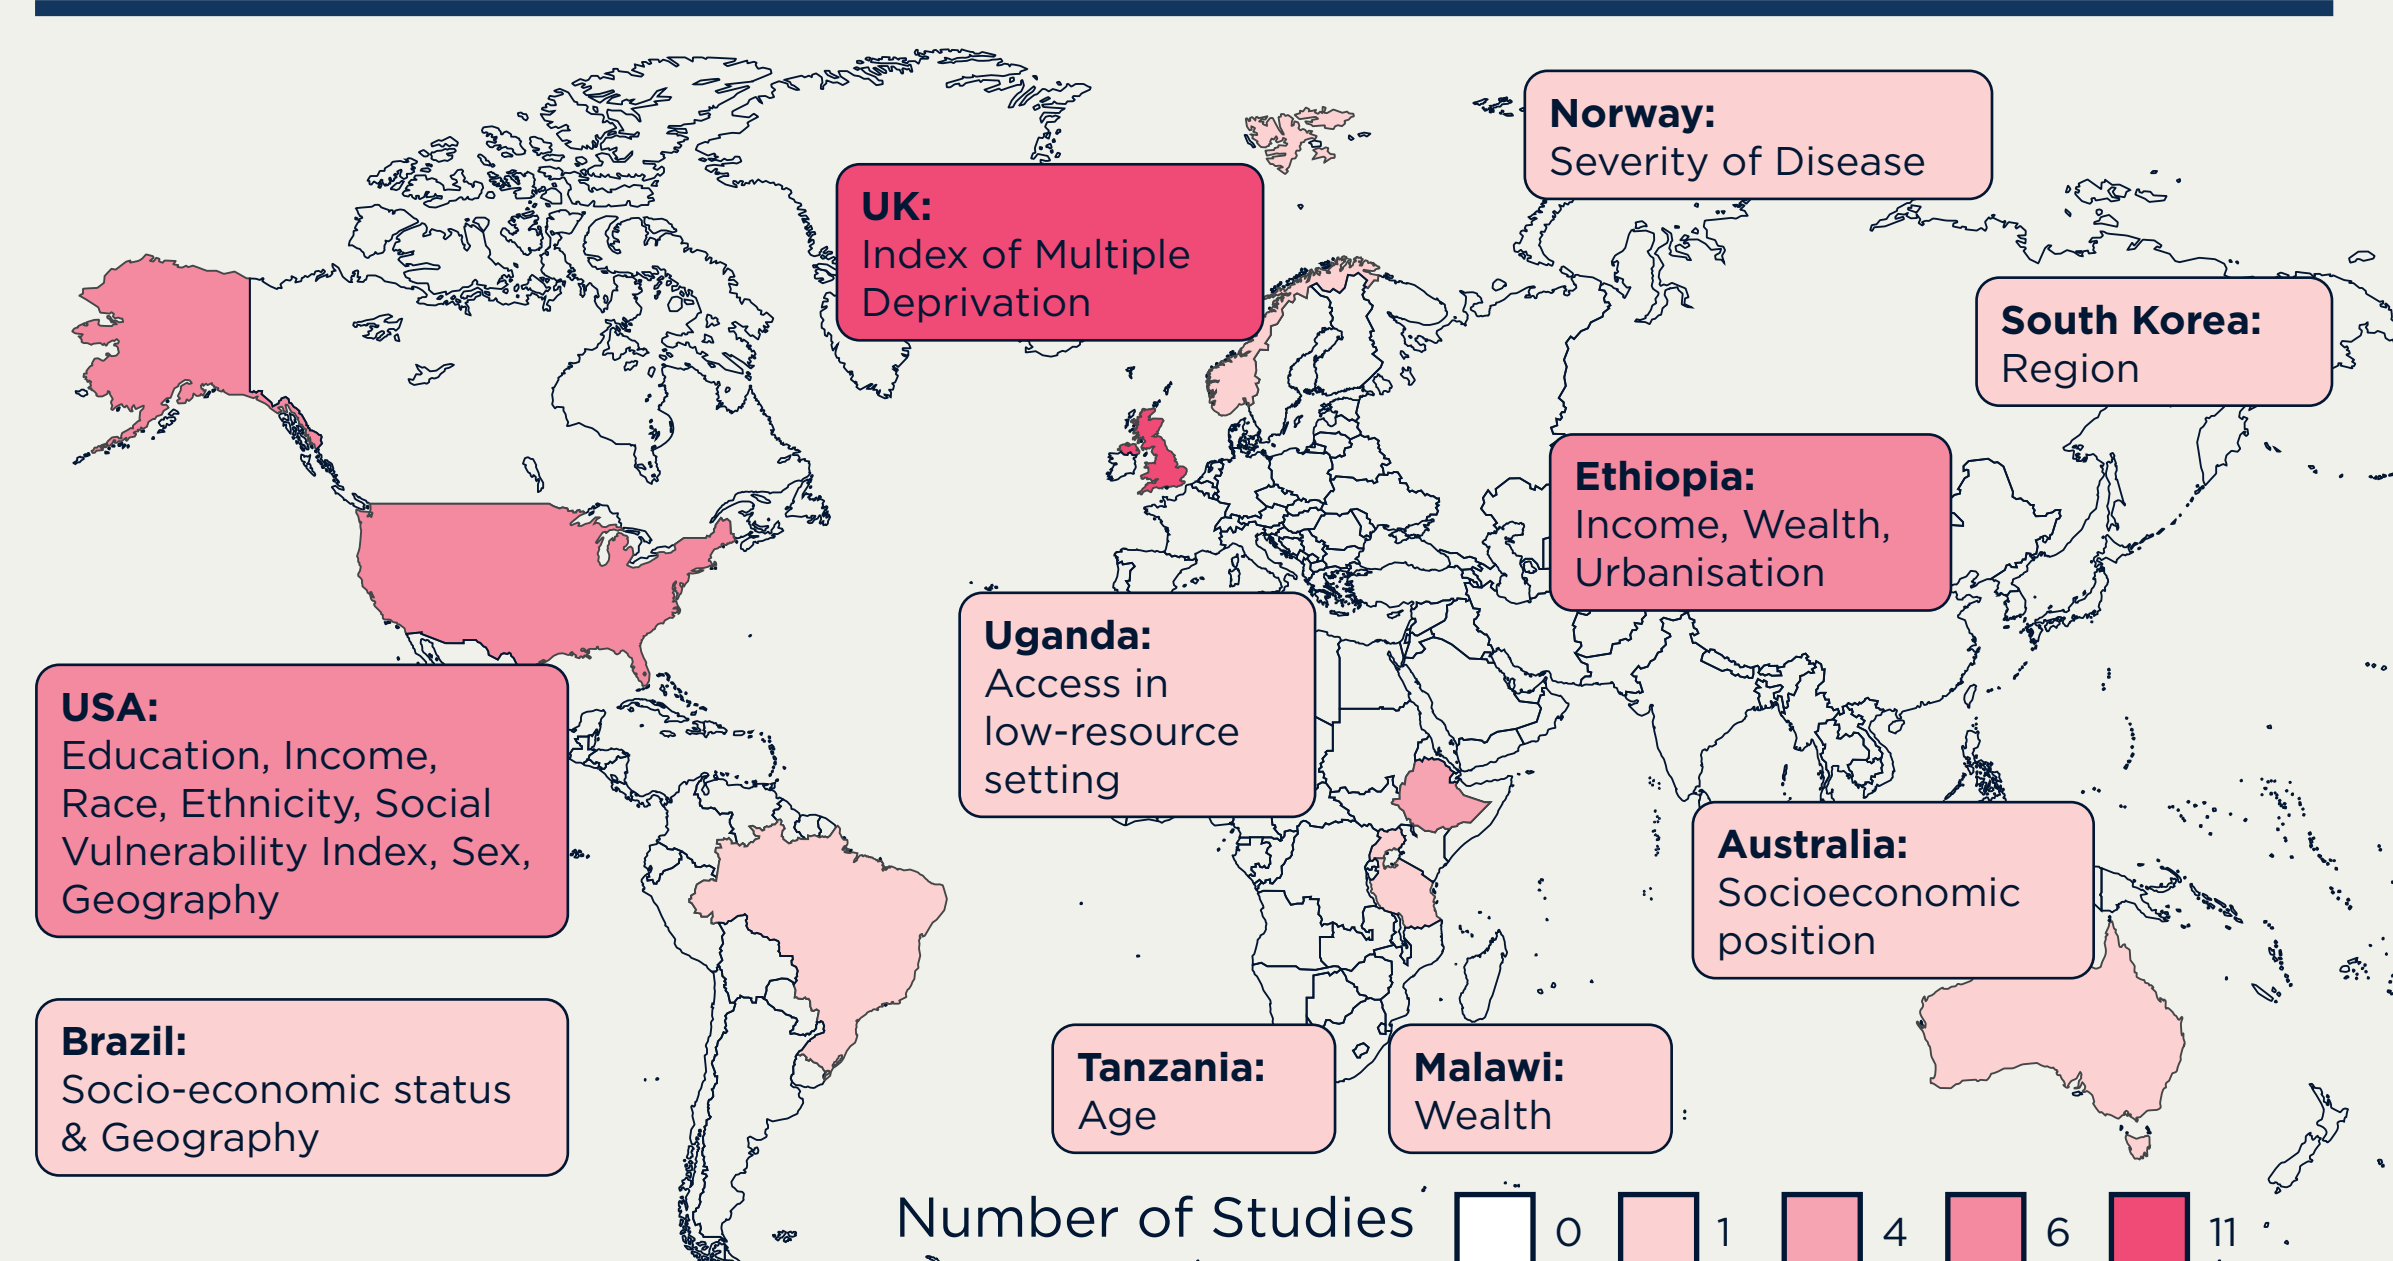 Norway:
Severity of Disease
UK:
Index of Multiple
Deprivation
South Korea:
Region
Ethiopia:
Income, Wealth,
Urbanisation
Uganda:
Access in
low-resource
setting
USA:
Education, Income,
Race, Ethnicity, Social
Vulnerability Index, Sex,
Geography
Australia:
Socioeconomic
position
Brazil:
Socio-economic status
& Geography
Tanzania:
Age
Malawi:
Wealth
Number of Studies 0 1 4 6 11